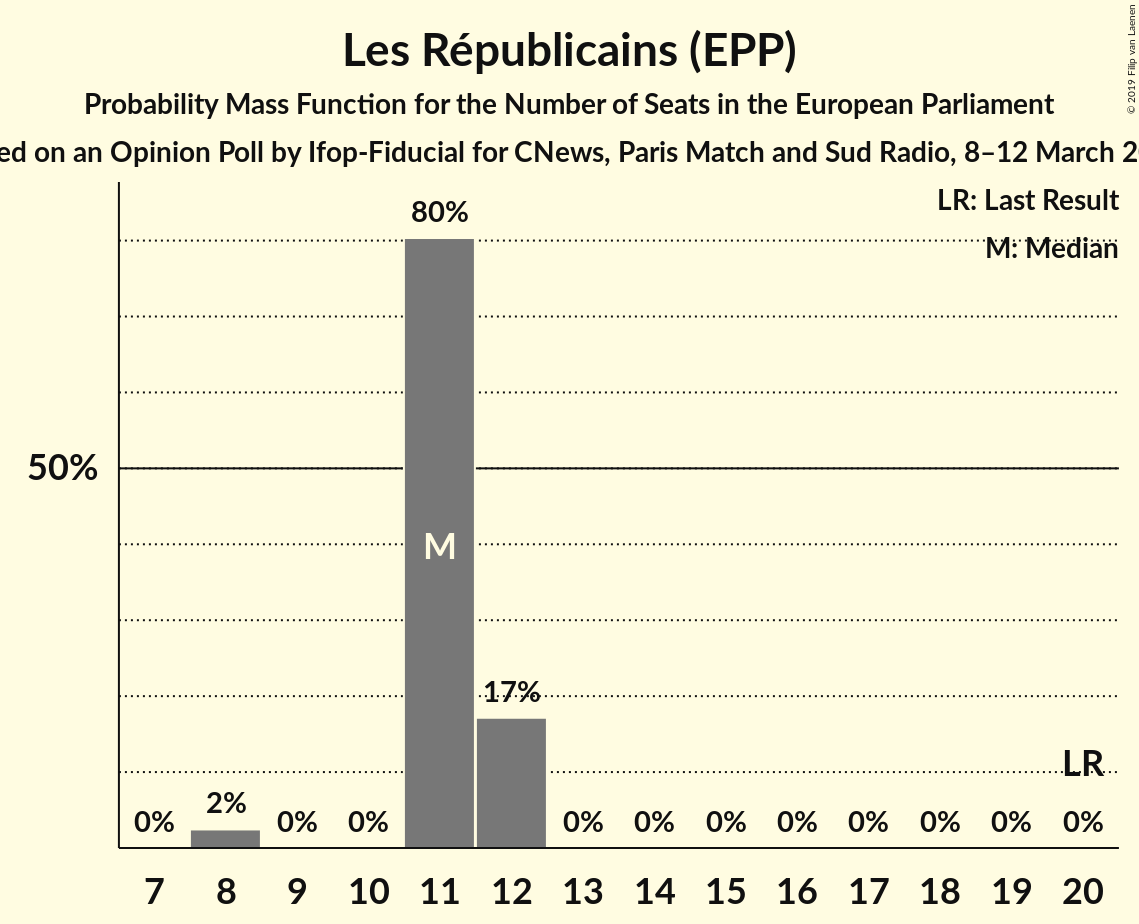 Les Républicains (EPP)
Probability Mass Function for the Number of Seats in the European Parliament
on an Opinion Poll by Ifop-Fiducial for CNews, Paris Match and Sud Radio, 8–12 March
© 2019 Filip van Laenen
LR: Last Result
M: Median
80%
50%
M
17%
LR
0% 2% 0% 0% 0% 0% 0% 0% 0% 0% 0% 0%
7 8 9 10 11 12 13 14 15 16 17 18 19 20